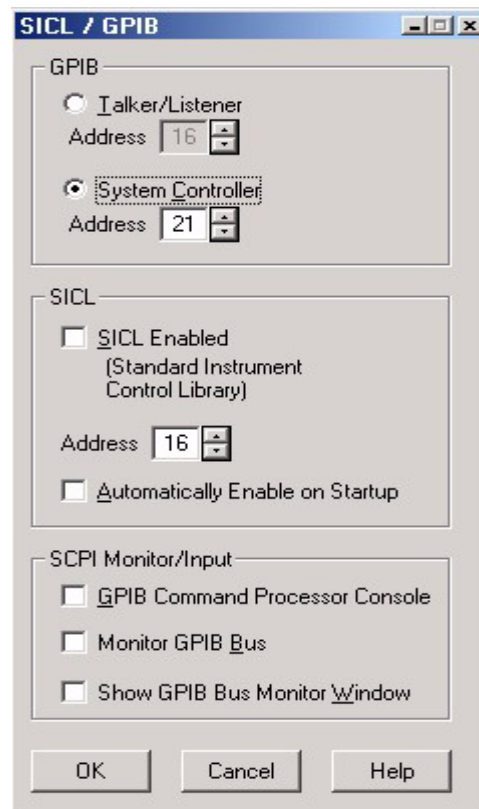 SICL / GPIB
GPIB
Talker/Listener
Address 16
System Controller
Address 21
SICL
SICL Enabled
(Standard Instrument
Control Library)
Address 16
Automatically Enable on Startup
SCPI Monitor/Input
GPIB Command Processor Console
Monitor GPIB Bus
Show GPIB Bus Monitor Window
OK Cancel Help